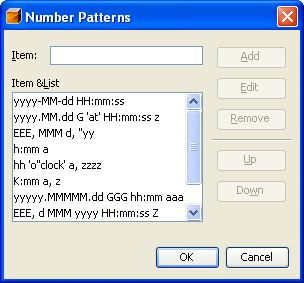 Number Patterns
Item:
Add
Item &List
Edit
yyyy-MM-dd HH:mm:ss
yyyy.MM.dd G 'at' HH:mm:ss z
Remove
EEE, MMM d, ''yy
h:mm a
hh 'o''clock' a, zzzz
Up
K:mm a, z
yyyyy.MMMMM.dd GGG hh:mm aaa
Down
EEE, d MMM yyyy HH:mm:ss Z
OK
Cancel